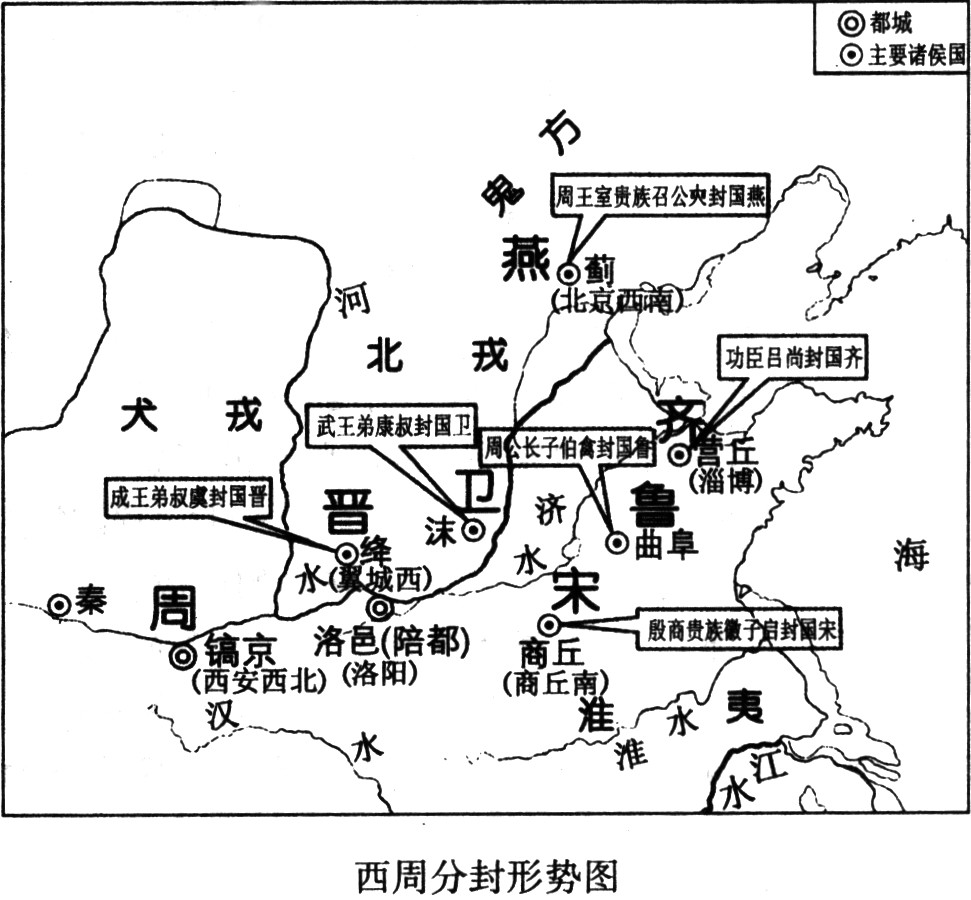 都城
主要诸侯国
方
鬼
周王室贵族召公奭封国燕
燕
蓟
(北京西南)
河
北
戎
功臣吕尚封国齐
犬
戎
齐
武王弟康叔封国卫
周公长子伯禽封国鲁
营丘
(淄博)
成王弟叔虞封国晋
晋
卫
鲁
济
沫
曲阜
海
绛
水
水
(翼城西)
秦
周
宋
洛邑(陪都)
(洛阳)
殷商贵族微子启封国宋
镐京
(西安西北)
商丘
(商丘南)
汉
淮
夷
水
水
淮
江
水
西周分封形势图